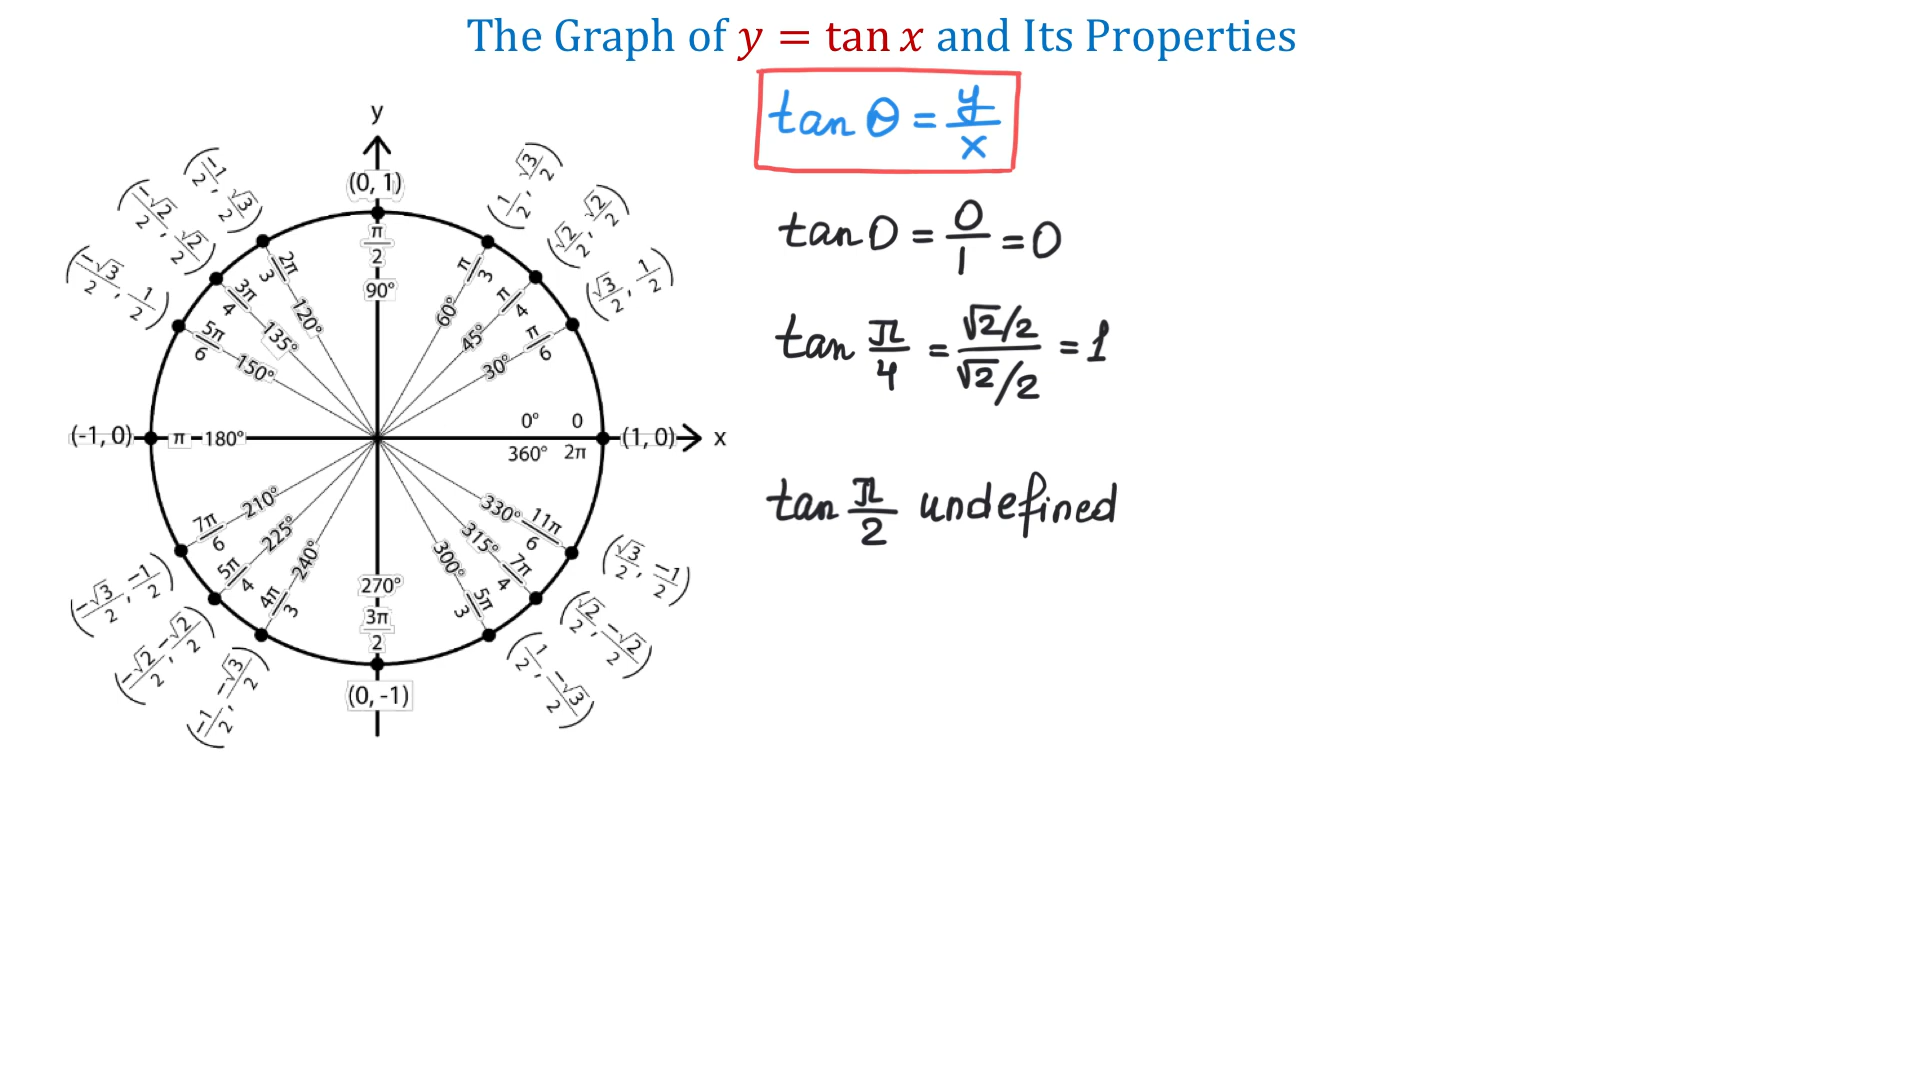 The Graph of y = tan x and Its Properties
tan θ = y/x
tan 0 = 0/1 = 0
tan π/4 = (√2/2)/(√2/2) = 1
tan π/2 undefined
y
(0, 1)
π/2
90°
(1/2, √3/2)
π/3
60°
(√2/2, √2/2)
π/4
45°
(√3/2, 1/2)
π/6
30°
0° 0
(1, 0) x
360° 2π
(-1/2, √3/2)
2π/3
120°
(-√2/2, √2/2)
3π/4
135°
(-√3/2, 1/2)
5π/6
150°
(-1, 0) π 180°
210°
7π/6
(-√3/2, -1/2)
225°
5π/4
(-√2/2, -√2/2)
240°
4π/3
(-1/2, -√3/2)
270°
3π/2
(0, -1)
300°
5π/3
(1/2, -√3/2)
315°
7π/4
(√2/2, -√2/2)
330°
11π/6
(√3/2, -1/2)